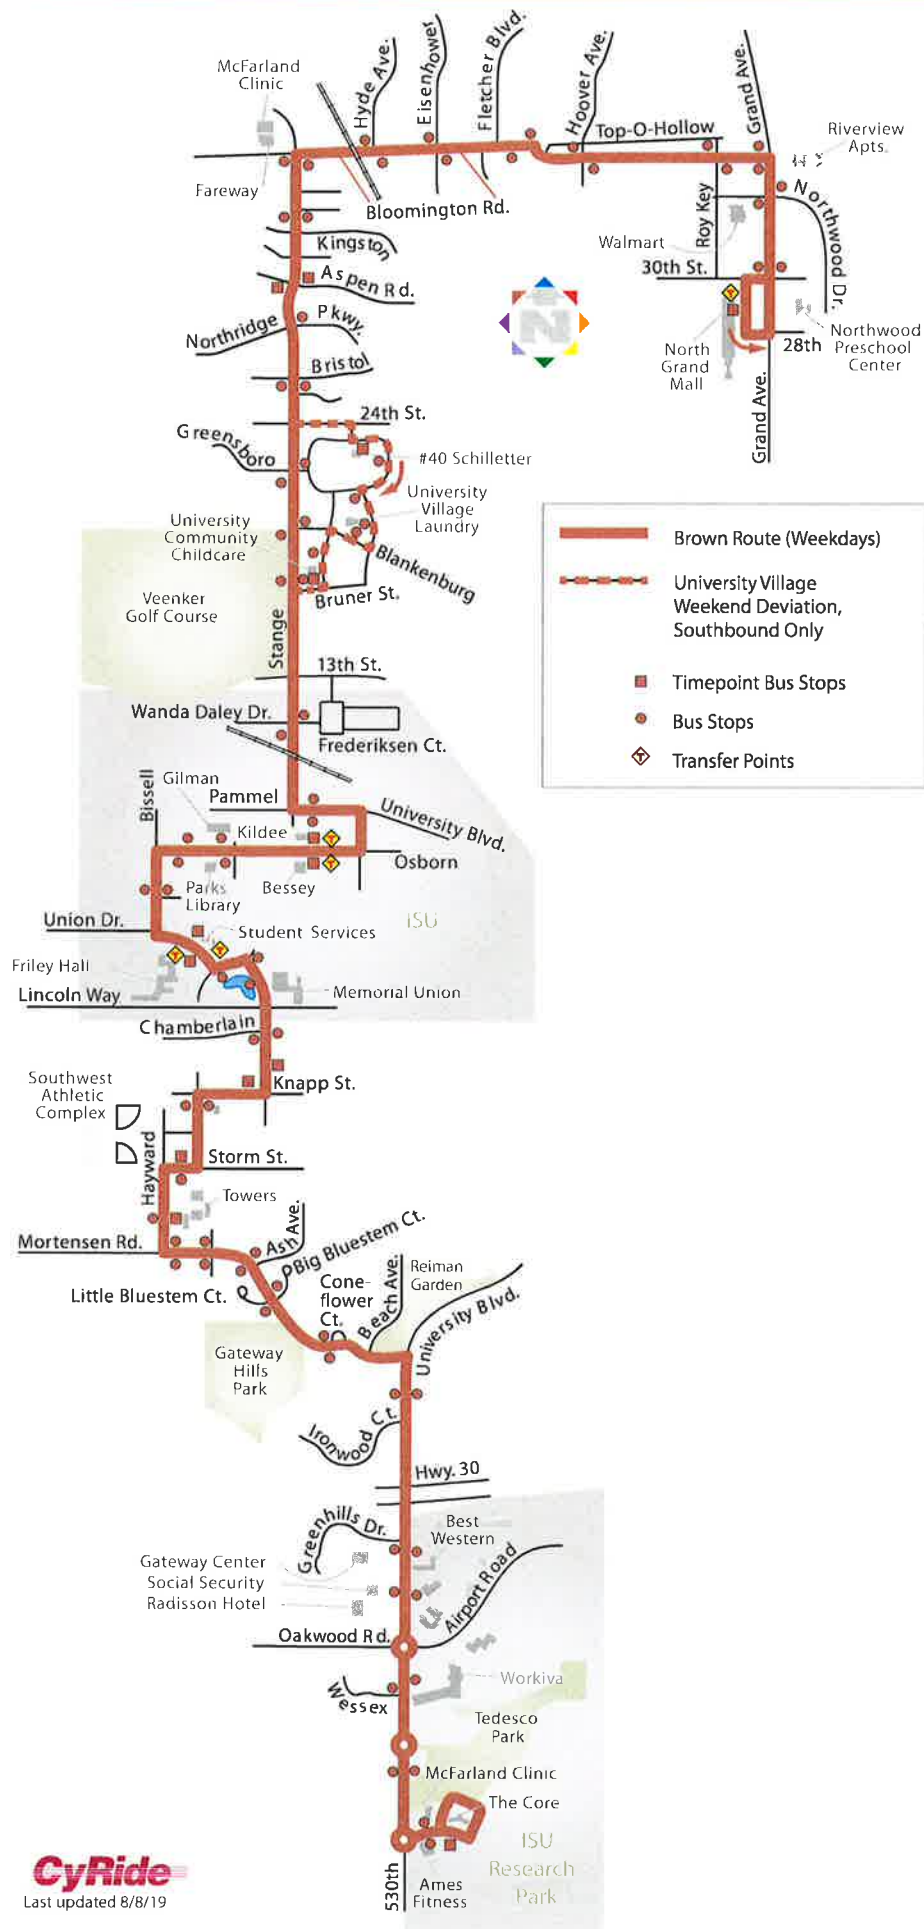 McFarland
Clinic
Hyde Ave.
Eisenhower
Fletcher Blvd.
Hoover Ave.
Grand Ave.
Top-O-Hollow
Riverview
Apts.
Fareway
Bloomington Rd.
Roy Key
Northwood Dr.
Walmart
Kingston
Aspen Rd.
30th St.
T
N
Northridge
Pkwy.
North
Grand
Mall
28th
Northwood
Preschool
Center
Bristol
Grand Ave.
24th St.
Greensboro
#40 Schilletter
University
Village
Laundry
University
Community
Childcare
Blankenburg
Bruner St.
Veenker
Golf Course
Stange
Brown Route (Weekdays)
University Village
Weekend Deviation,
Southbound Only
Timepoint Bus Stops
Bus Stops
T
Transfer Points
13th St.
Wanda Daley Dr.
Frederiksen Ct.
Bissell
Gilman
Pammel
University Blvd.
Kildee
T
T
Osborn
Parks
Library
Bessey
ISU
Union Dr.
Student Services
T
T
Friley Hall
Lincoln Way
Memorial Union
Chamberlain
Southwest
Athletic
Complex
Knapp St.
Hayward
Storm St.
Towers
Mortensen Rd.
Ash Ave.
Big Bluestem Ct.
Little Bluestem Ct.
Cone-
flower
Ct.
Beach Ave.
Reiman
Garden
University Blvd.
Gateway
Hills
Park
Ironwood Ct.
Hwy. 30
Greenhills Dr.
Best
Western
Gateway Center
Social Security
Radisson Hotel
Airport Road
Oakwood Rd.
Wessex
Workiva
Tedesco
Park
McFarland Clinic
The Core
ISU
Research
Park
530th
Ames
Fitness
CyRide
Last updated 8/8/19